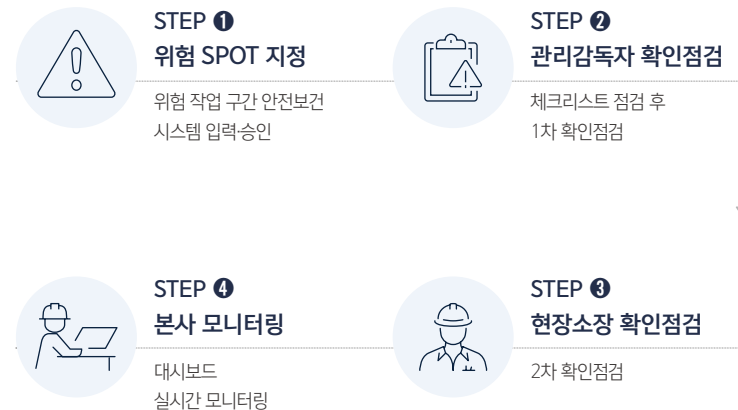 STEP ❶
위험 SPOT 지정
위험 작업 구간 안전보건
시스템 입력·승인
STEP ❷
관리감독자 확인점검
체크리스트 점검 후
1차 확인점검
STEP ❸
현장소장 확인점검
2차 확인점검
STEP ❹
본사 모니터링
대시보드
실시간 모니터링